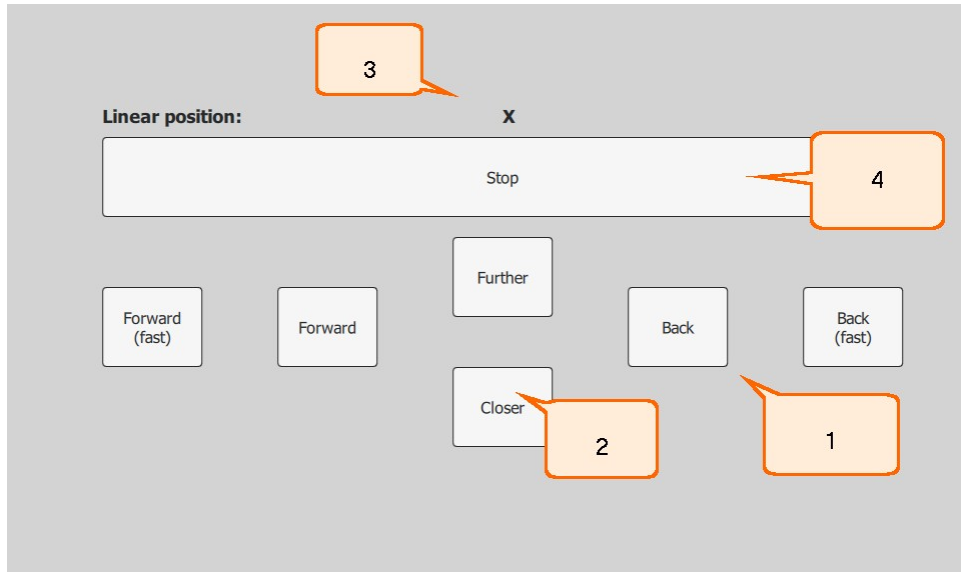 3
Linear position: X
Stop
4
Further
Forward
(fast)
Forward
Back
Back
(fast)
Closer
2
1